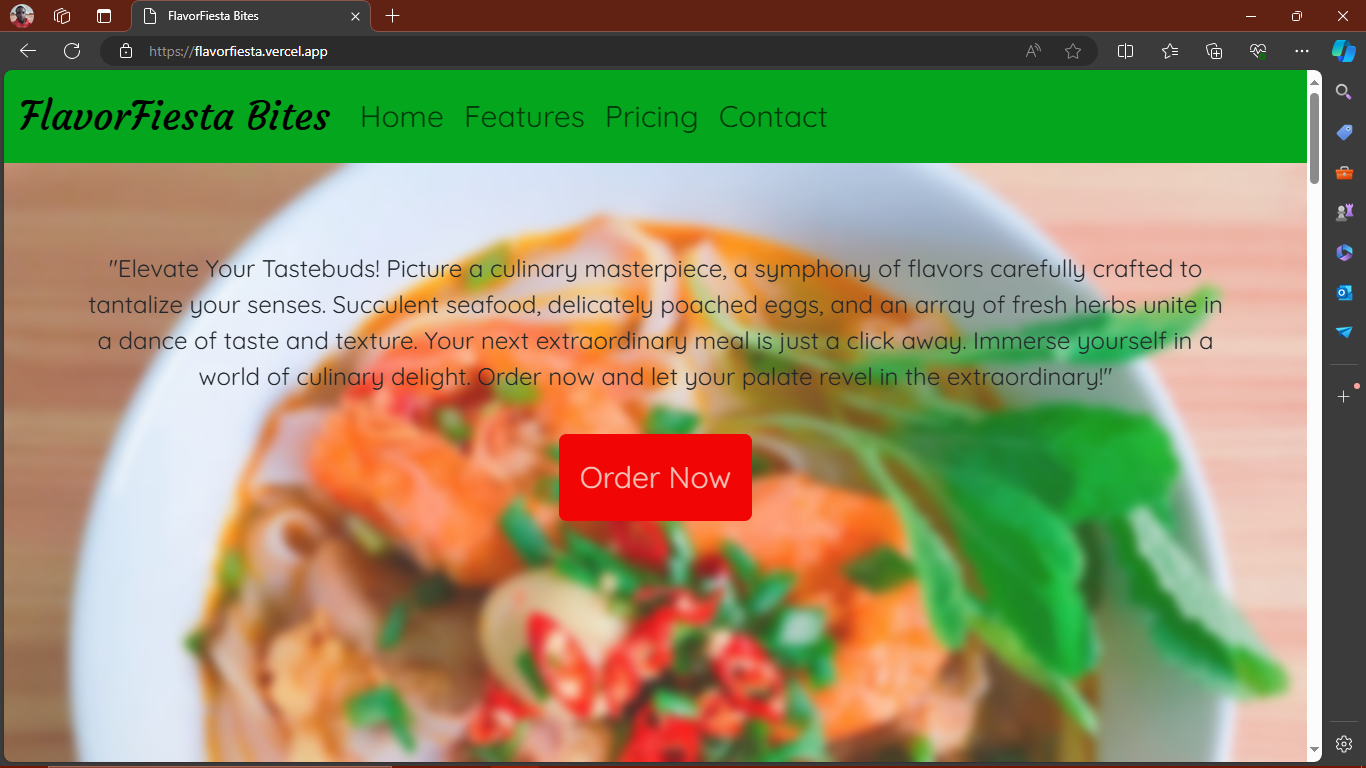 FlavorFiesta Bites
https://flavorfiesta.vercel.app
FlavorFiesta Bites Home Features Pricing Contact
"Elevate Your Tastebuds! Picture a culinary masterpiece, a symphony of flavors carefully crafted to
tantalize your senses. Succulent seafood, delicately poached eggs, and an array of fresh herbs unite in
a dance of taste and texture. Your next extraordinary meal is just a click away. Immerse yourself in a
world of culinary delight. Order now and let your palate revel in the extraordinary!"
Order Now